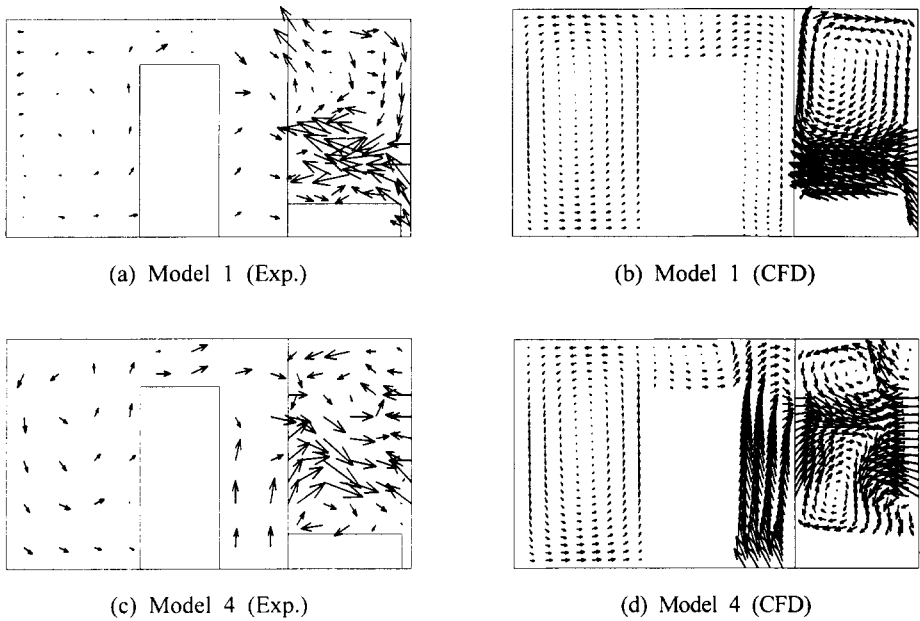 (a) Model 1 (Exp.)
(b) Model 1 (CFD)
(c) Model 4 (Exp.)
(d) Model 4 (CFD)